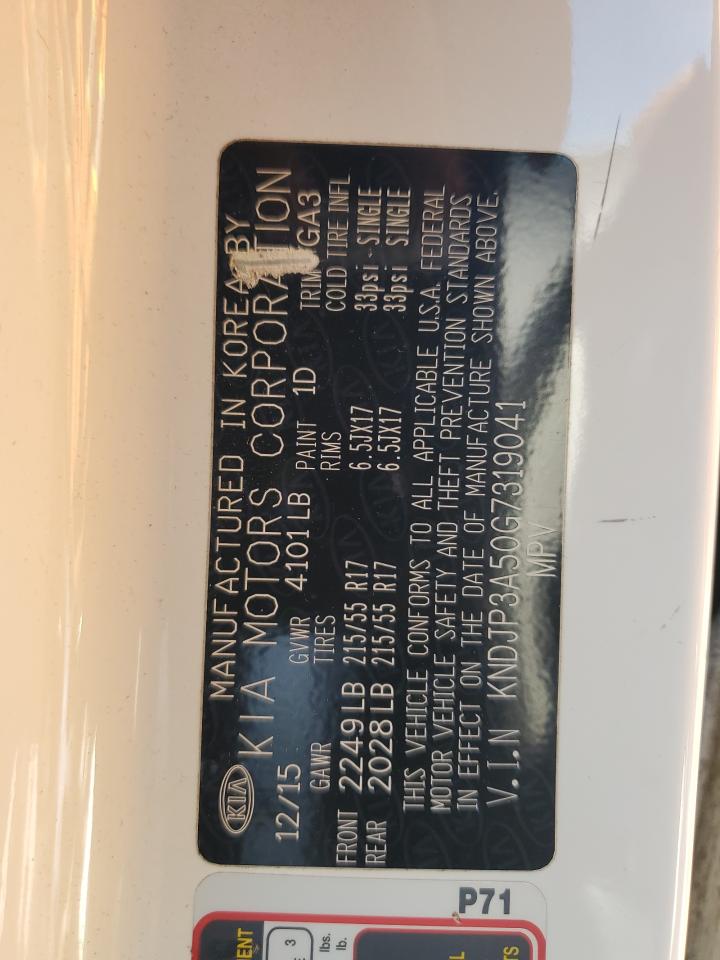 KIA MANUFACTURED IN KOREA BY
KIA MOTORS CORPORATION
12/15 GVWR 4101LB PAINT 1D TRIM GA3
GAWR TIRES RIMS COLD TIRE INFL
FRONT 2249LB 215/55 R17 6.5JX17 33psi SINGLE
REAR 2028LB 215/55 R17 6.5JX17 33psi SINGLE
THIS VEHICLE CONFORMS TO ALL APPLICABLE U.S.A. FEDERAL
MOTOR VEHICLE SAFETY AND THEFT PREVENTION STANDARDS
IN EFFECT ON THE DATE OF MANUFACTURE SHOWN ABOVE.
V.I.N KNDJP3A50G7319041
MPV
P71
3
lbs.
lb.